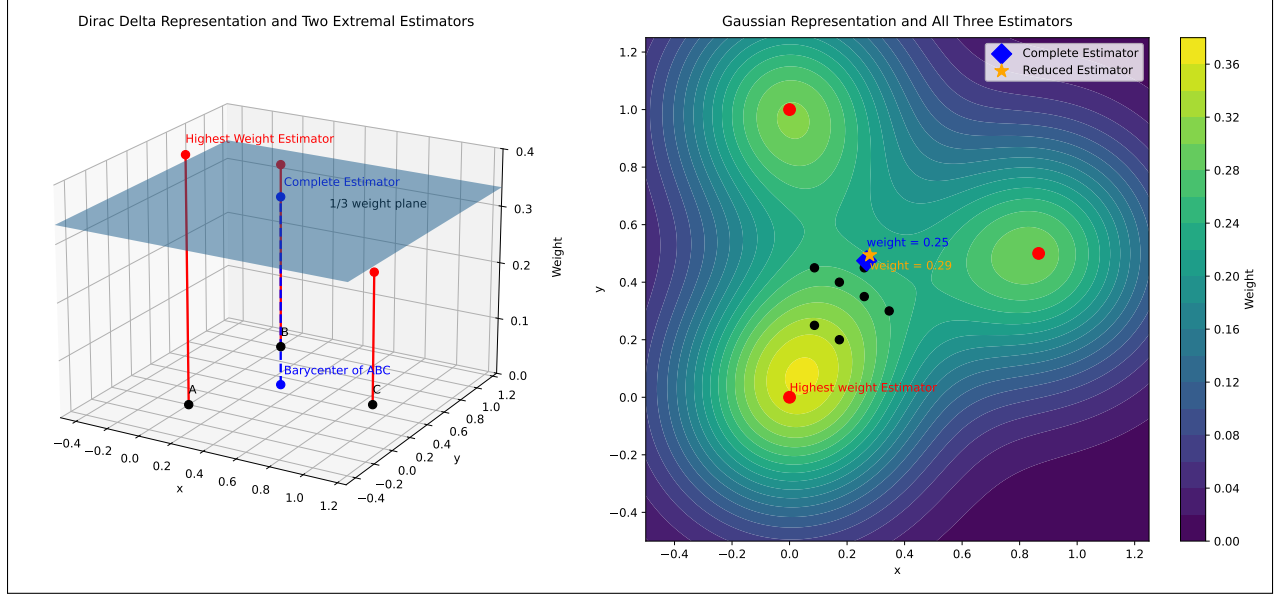 Dirac Delta Representation and Two Extremal Estimators
Highest Weight Estimator
Complete Estimator
1/3 weight plane
B
Barycenter of ABC
A
C
0.4
0.3
0.2
0.1
0.0
Weight
−0.4
−0.2
0.0
0.2
0.4
0.6
0.8
1.0
1.2
x
−0.4
−0.2
0.0
0.2
0.4
0.6
0.8
1.0
1.2
y
Gaussian Representation and All Three Estimators
Complete Estimator
Reduced Estimator
weight = 0.25
weight = 0.29
Highest weight Estimator
1.2
1.0
0.8
0.6
0.4
0.2
0.0
−0.2
−0.4
y
−0.4
−0.2
0.0
0.2
0.4
0.6
0.8
1.0
1.2
x
0.36
0.32
0.28
0.24
0.20
0.16
0.12
0.08
0.04
0.00
Weight